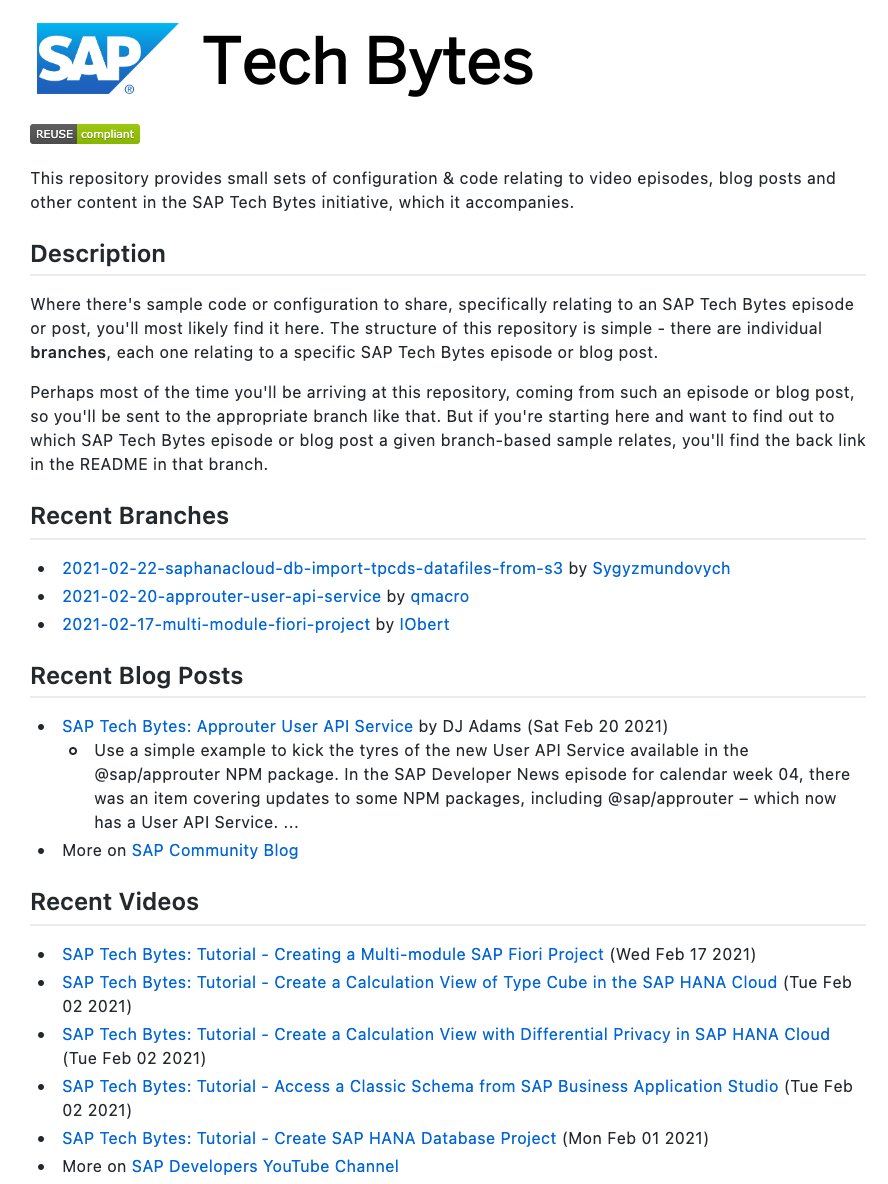 SAP ® Tech Bytes
REUSE compliant
This repository provides small sets of configuration & code relating to video episodes, blog posts and
other content in the SAP Tech Bytes initiative, which it accompanies.
Description
Where there's sample code or configuration to share, specifically relating to an SAP Tech Bytes episode
or post, you'll most likely find it here. The structure of this repository is simple - there are individual
branches, each one relating to a specific SAP Tech Bytes episode or blog post.
Perhaps most of the time you'll be arriving at this repository, coming from such an episode or blog post,
so you'll be sent to the appropriate branch like that. But if you're starting here and want to find out to
which SAP Tech Bytes episode or blog post a given branch-based sample relates, you'll find the back link
in the README in that branch.
Recent Branches
• 2021-02-22-saphanacloud-db-import-tpcds-datafiles-from-s3 by Sygyzmundovych
• 2021-02-20-approuter-user-api-service by qmacro
• 2021-02-17-multi-module-fiori-project by IObert
Recent Blog Posts
• SAP Tech Bytes: Approuter User API Service by DJ Adams (Sat Feb 20 2021)
○ Use a simple example to kick the tyres of the new User API Service available in the
@sap/approuter NPM package. In the SAP Developer News episode for calendar week 04, there
was an item covering updates to some NPM packages, including @sap/approuter – which now
has a User API Service. ...
• More on SAP Community Blog
Recent Videos
• SAP Tech Bytes: Tutorial - Creating a Multi-module SAP Fiori Project (Wed Feb 17 2021)
• SAP Tech Bytes: Tutorial - Create a Calculation View of Type Cube in the SAP HANA Cloud (Tue Feb
02 2021)
• SAP Tech Bytes: Tutorial - Create a Calculation View with Differential Privacy in SAP HANA Cloud
(Tue Feb 02 2021)
• SAP Tech Bytes: Tutorial - Access a Classic Schema from SAP Business Application Studio (Tue Feb
02 2021)
• SAP Tech Bytes: Tutorial - Create SAP HANA Database Project (Mon Feb 01 2021)
• More on SAP Developers YouTube Channel